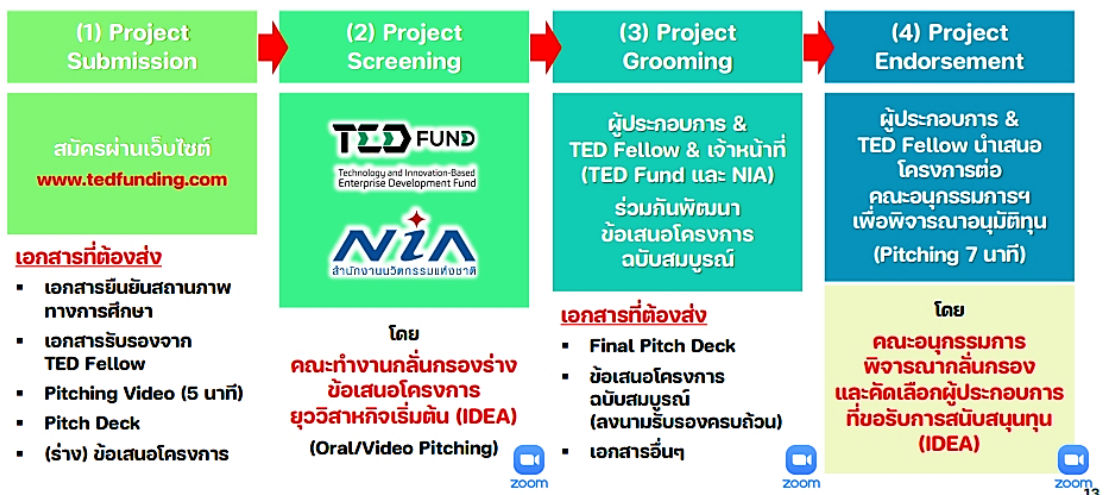 (1) Project
Submission
สมัครผ่านเว็บไซต์
www.tedfunding.com
เอกสารที่ต้องส่ง
▪ เอกสารยืนยันสถานภาพ
ทางการศึกษา
▪ เอกสารรับรองจาก
TED Fellow
▪ Pitching Video (5 นาที)
▪ Pitch Deck
▪ (ร่าง) ข้อเสนอโครงการ
(2) Project
Screening
TED FUND
Technology and Innovation-Based
Enterprise Development Fund
NiA
สำนักงานนวัตกรรมแห่งชาติ
โดย
คณะทำงานกลั่นกรองร่าง
ข้อเสนอโครงการ
ยุววิสาหกิจเริ่มต้น (IDEA)
(Oral/Video Pitching)
zoom
(3) Project
Grooming
ผู้ประกอบการ &
TED Fellow & เจ้าหน้าที่
(TED Fund และ NIA)
ร่วมกันพัฒนา
ข้อเสนอโครงการ
ฉบับสมบูรณ์
เอกสารที่ต้องส่ง
▪ Final Pitch Deck
▪ ข้อเสนอโครงการ
ฉบับสมบูรณ์
(ลงนามรับรองครบถ้วน)
▪ เอกสารอื่นๆ
zoom
(4) Project
Endorsement
ผู้ประกอบการ &
TED Fellow นำเสนอ
โครงการต่อ
คณะอนุกรรมการฯ
เพื่อพิจารณาอนุมัติทุน
(Pitching 7 นาที)
โดย
คณะอนุกรรมการ
พิจารณากลั่นกรอง
และคัดเลือกผู้ประกอบการ
ที่ขอรับการสนับสนุนทุน
(IDEA)
zoom
13